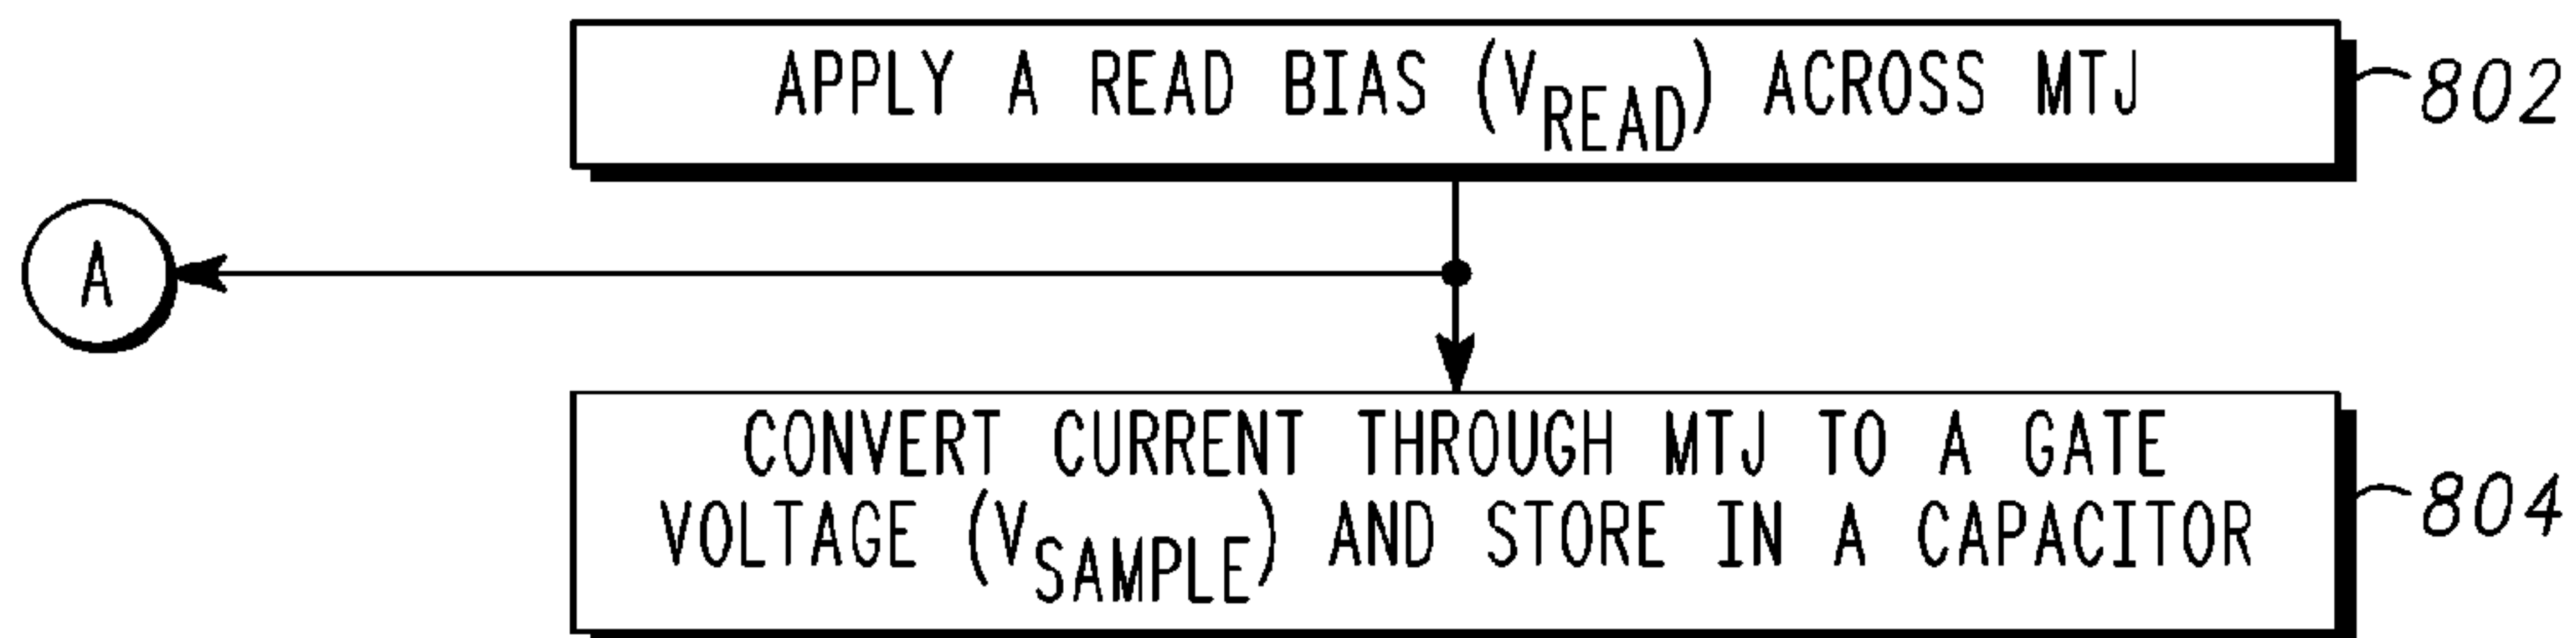 APPLY A READ BIAS (VREAD) ACROSS MTJ
802
A
CONVERT CURRENT THROUGH MTJ TO A GATE
VOLTAGE (VSAMPLE) AND STORE IN A CAPACITOR
804